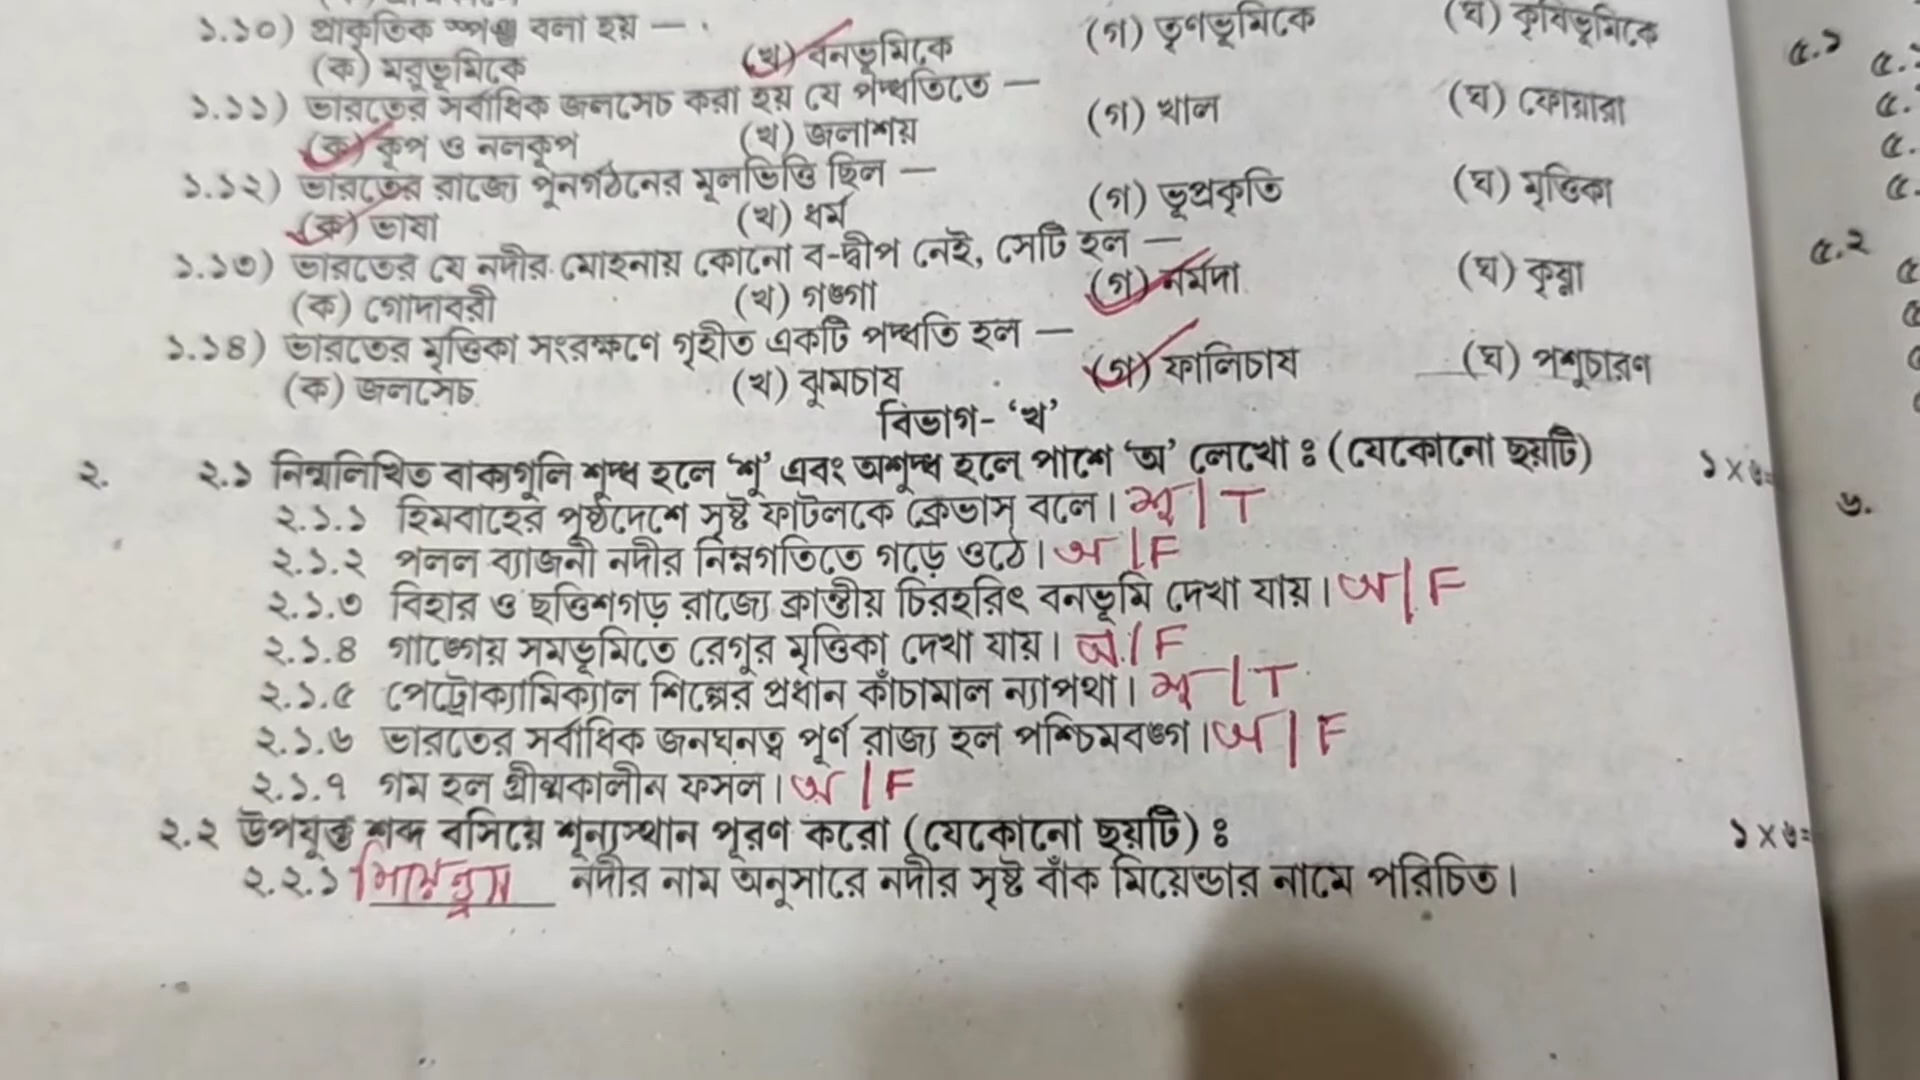 ১.১০) প্রাকৃতিক স্পঞ্জ বলা হয় —
(ক) মরুভূমিকে (খ) বনভূমিকে (গ) তৃণভূমিকে (ঘ) কৃষিভূমিকে
১.১১) ভারতের সর্বাধিক জলসেচ করা হয় যে পদ্ধতিতে —
(ক) কূপ ও নলকূপ (খ) জলাশয় (গ) খাল (ঘ) ফোয়ারা
১.১২) ভারতের রাজ্যে পুনর্গঠনের মূলভিত্তি ছিল —
(ক) ভাষা (খ) ধর্ম (গ) ভূপ্রকৃতি (ঘ) মৃত্তিকা
১.১৩) ভারতের যে নদীর মোহনায় কোনো ব-দ্বীপ নেই, সেটি হল —
(ক) গোদাবরী (খ) গঙ্গা (গ) নর্মদা (ঘ) কৃষ্ণা
১.১৪) ভারতের মৃত্তিকা সংরক্ষণে গৃহীত একটি পদ্ধতি হল —
(ক) জলসেচ (খ) ঝুমচাষ (গ) ফালিচাষ (ঘ) পশুচারণ
বিভাগ- ‘খ’
২. ২.১ নিম্নলিখিত বাক্যগুলি শুদ্ধ হলে ‘শু’ এবং অশুদ্ধ হলে পাশে ‘অ’ লেখো ঃ (যেকোনো ছয়টি) ১ x ৬=
২.১.১ হিমবাহের পৃষ্ঠদেশে সৃষ্ট ফাটলকে ক্রেভাস্ বলে। শু | T
২.১.২ পলল ব্যাজনী নদীর নিম্নগতিতে গড়ে ওঠে। অ | F
২.১.৩ বিহার ও ছত্তিশগড় রাজ্যে ক্রান্তীয় চিরহরিৎ বনভূমি দেখা যায়। অ | F
২.১.৪ গাঙ্গেয় সমভূমিতে রেগুর মৃত্তিকা দেখা যায়। অ | F
২.১.৫ পেট্রোক্যামিক্যাল শিল্পের প্রধান কাঁচামাল ন্যাপথা। শু | T
২.১.৬ ভারতের সর্বাধিক জনঘনত্ব পূর্ণ রাজ্য হল পশ্চিমবঙ্গ। অ | F
২.১.৭ গম হল গ্রীষ্মকালীন ফসল। অ | F
২.২ উপযুক্ত শব্দ বসিয়ে শূন্যস্থান পূরণ করো (যেকোনো ছয়টি) ঃ ১ x ৬=
২.২.১ নদীর নাম অনুসারে নদীর সৃষ্ট বাঁক মিয়েন্ডার নামে পরিচিত।
৫.১
৫.২
৬.